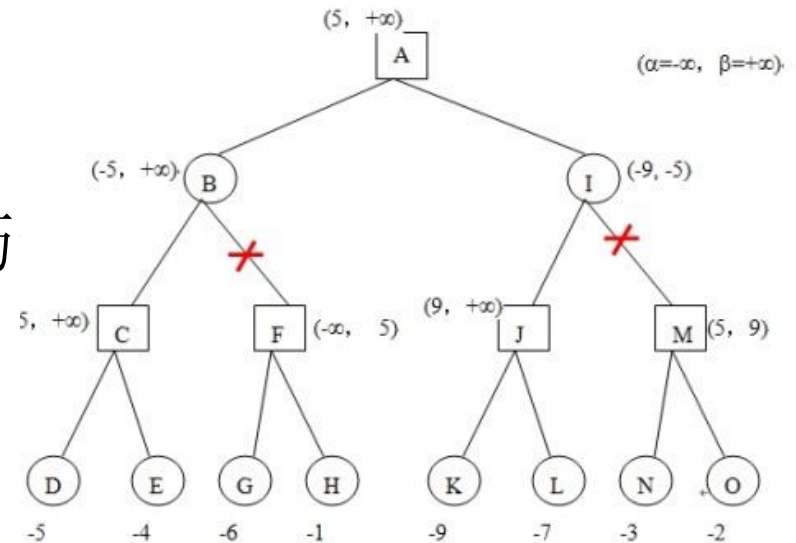 (5, +∞)
A
(α=-∞, β=+∞)
(-5, +∞)
B
I
(-9, -5)
5, +∞)
C
F
(-∞, 5)
(9, +∞)
J
M
(5, 9)
D
E
G
H
K
L
N
O
-5
-4
-6
-1
-9
-7
-3
-2